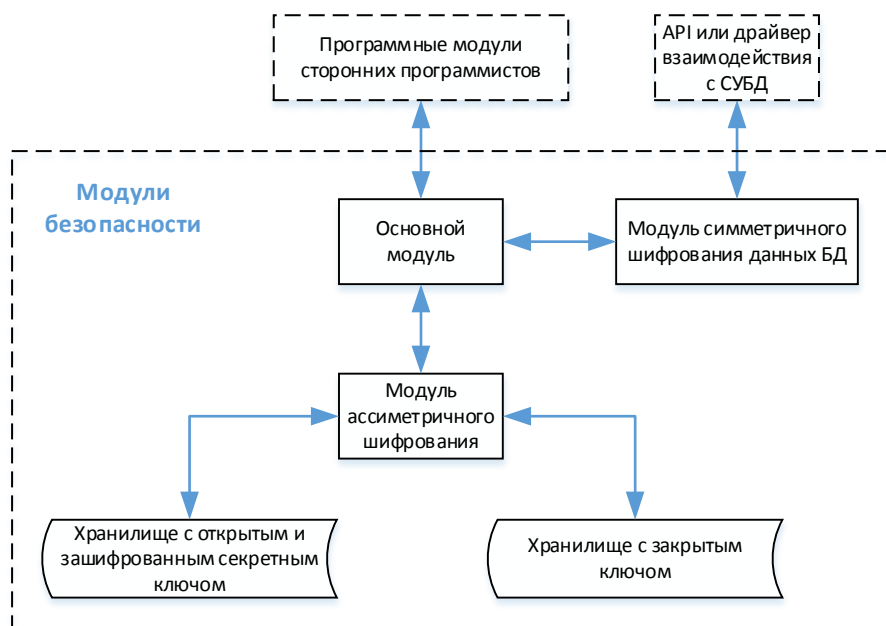 Программные модули
сторонних программистов
API или драйвер
взаимодействия
с СУБД
Модули
безопасности
Основной
модуль
Модуль симметричного
шифрования данных БД
Модуль
ассиметричного
шифрования
Хранилище с открытым и
зашифрованным секретным
ключом
Хранилище с закрытым
ключом